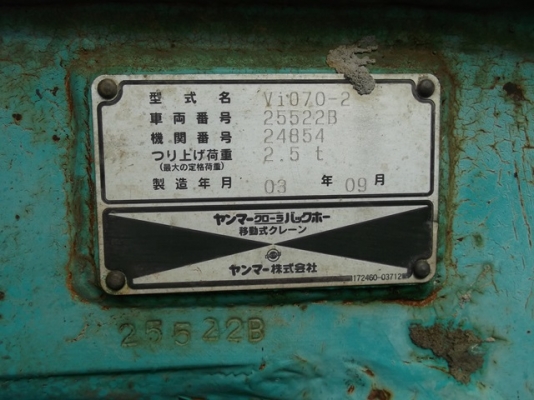 型式名 Vi070-2
車両番号 25522B
機関番号 24854
つり上げ荷重 2.5 t
(最大の定格荷重)
製造年月 03 年 09 月
ヤンマークローラバックホー
移動式クレーン
ヤンマー株式会社
172460-03712
25522B